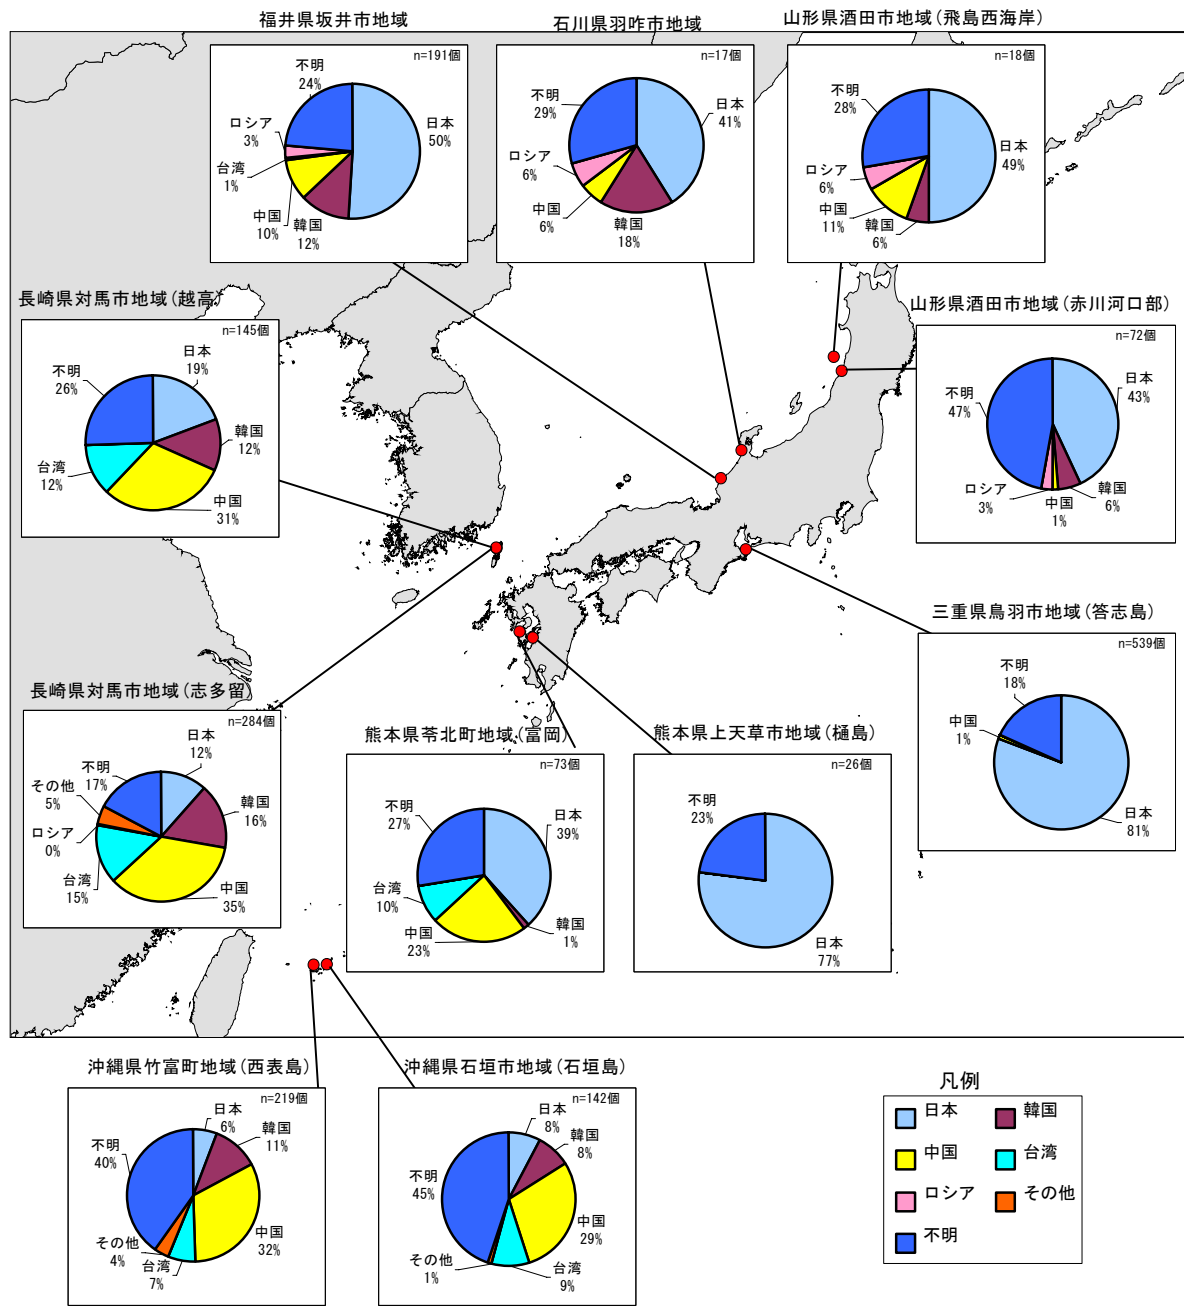 福井県坂井市地域
n=191個
不明
24%
ロシア
3%
台湾
1%
中国
10%
韓国
12%
日本
50%
石川県羽咋市地域
n=17個
不明
29%
ロシア
6%
中国
6%
韓国
18%
日本
41%
山形県酒田市地域(飛島西海岸)
n=18個
不明
28%
ロシア
6%
中国
11%
韓国
6%
日本
49%
長崎県対馬市地域(越高)
n=145個
不明
26%
台湾
12%
中国
31%
韓国
12%
日本
19%
山形県酒田市地域(赤川河口部)
n=72個
不明
47%
ロシア
3%
中国
1%
韓国
6%
日本
43%
三重県鳥羽市地域(答志島)
n=539個
不明
18%
中国
1%
日本
81%
長崎県対馬市地域(志多留)
n=284個
不明
17%
その他
5%
ロシア
0%
台湾
15%
中国
35%
韓国
16%
日本
12%
熊本県苓北町地域(富岡)
n=73個
不明
27%
台湾
10%
中国
23%
韓国
1%
日本
39%
熊本県上天草市地域(樋島)
n=26個
不明
23%
日本
77%
沖縄県竹富町地域(西表島)
n=219個
不明
40%
その他
4%
台湾
7%
中国
32%
韓国
11%
日本
6%
沖縄県石垣市地域(石垣島)
n=142個
不明
45%
その他
1%
台湾
9%
中国
29%
韓国
8%
日本
8%
凡例
日本 韓国
中国 台湾
ロシア その他
不明